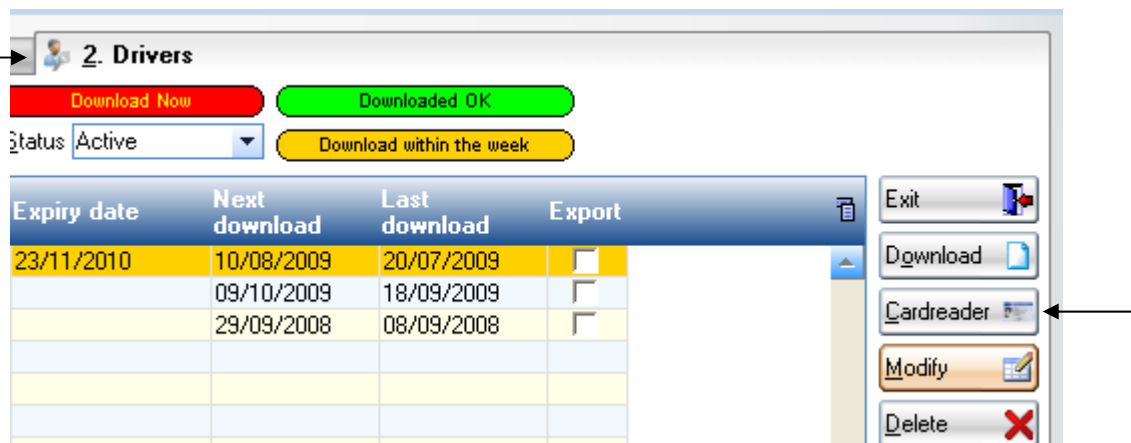 2. Drivers
Download Now
Downloaded OK
Status Active
Download within the week
Expiry date Next download Last download Export
23/11/2010 10/08/2009 20/07/2009
09/10/2009 18/09/2009
29/09/2008 08/09/2008
Exit
Download
Cardreader
Modify
Delete